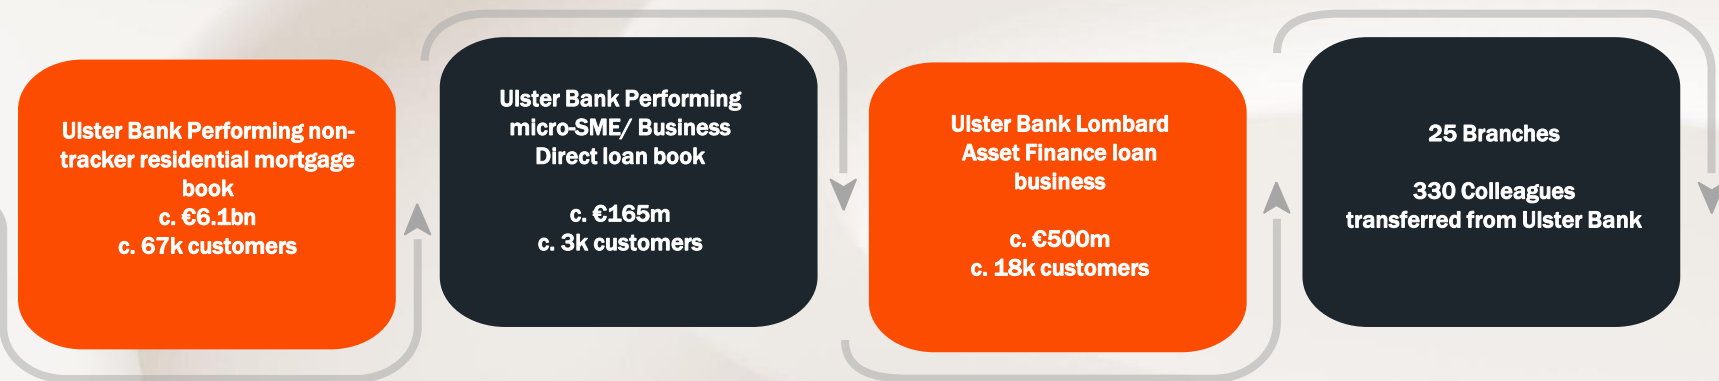 Ulster Bank Performing non-
tracker residential mortgage
book
c. €6.1bn
c. 67k customers
Ulster Bank Performing
micro-SME/ Business
Direct loan book
c. €165m
c. 3k customers
Ulster Bank Lombard
Asset Finance loan
business
c. €500m
c. 18k customers
25 Branches
330 Colleagues
transferred from Ulster Bank